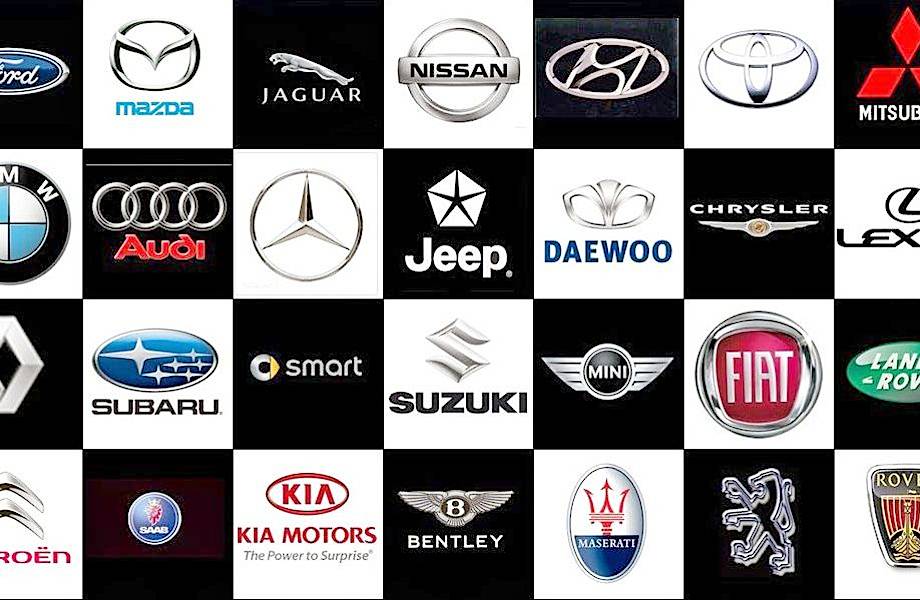 Ford
mazda
JAGUAR
NISSAN
MITSUB
M W
Audi
Jeep
DAEWOO
CHRYSLER
LEX
SUBARU
smart
SUZUKI
MINI
FIAT
LAN
ROV
ROËN
SAAB
KIA
KIA MOTORS
The Power to Surprise®
B
BENTLEY
MASERATI
ROV